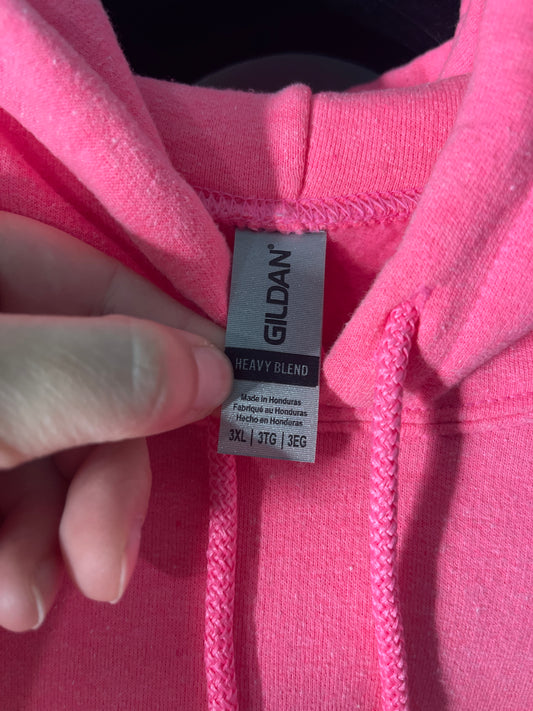 GILDAN®
HEAVY BLEND
Made in Honduras
Fabriqué au Honduras
Hecho en Honduras
3XL | 3TG | 3EG